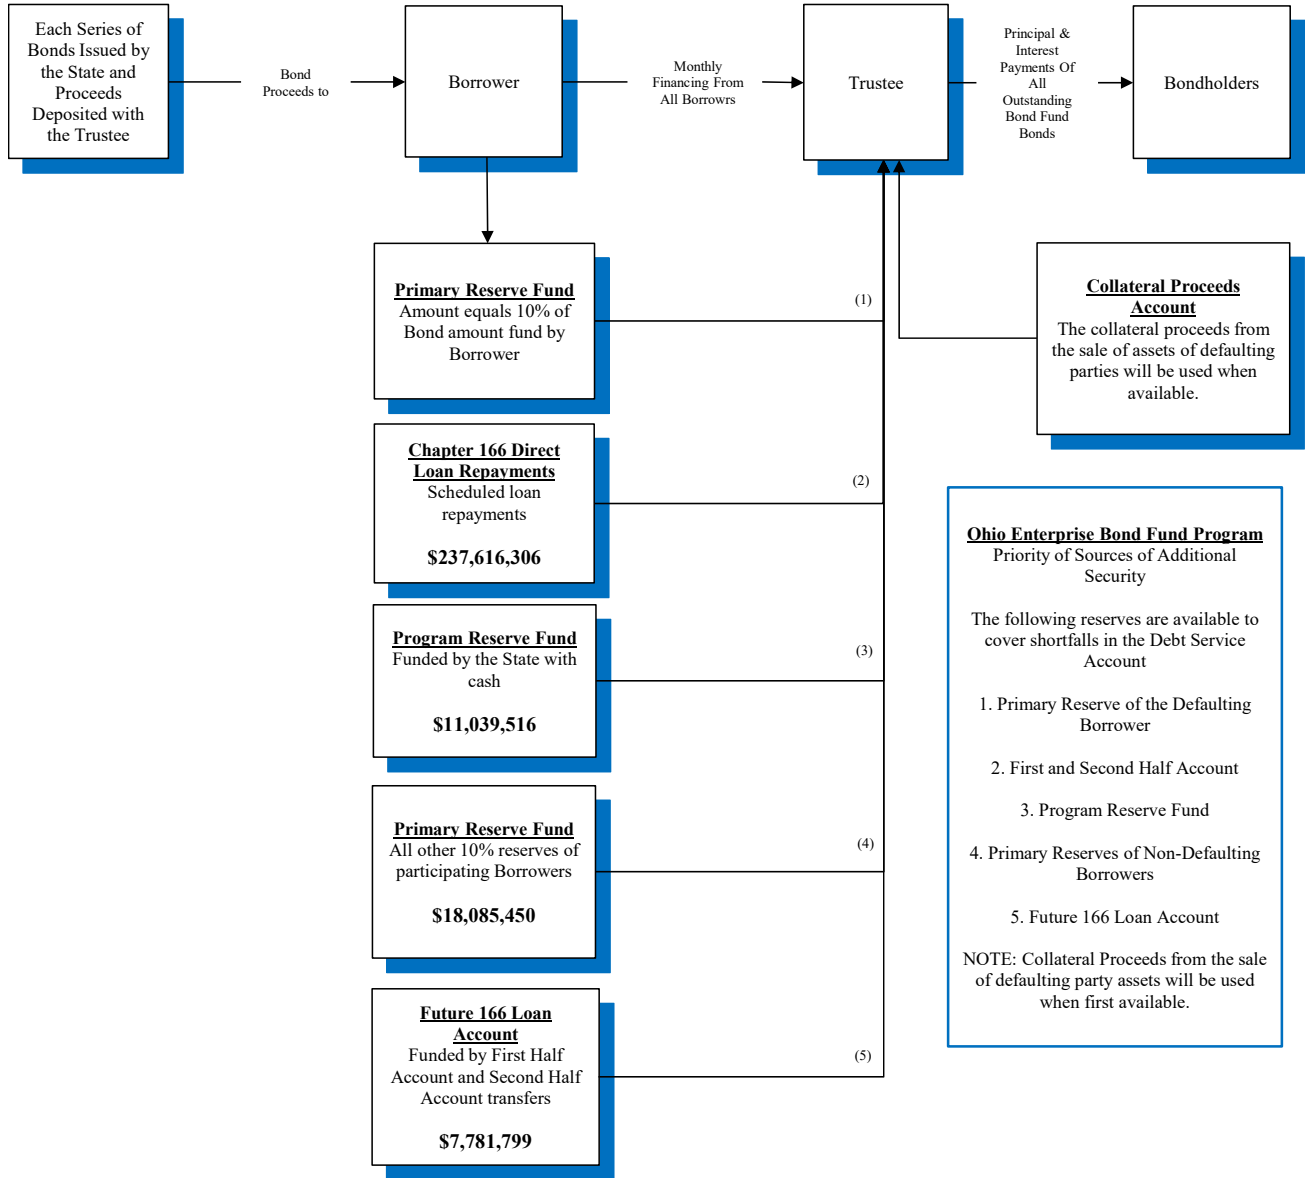 Each Series of
Bonds Issued by
the State and
Proceeds
Deposited with
the Trustee
Bond
Proceeds to
Borrower
Monthly
Financing From
All Borrowrs
Trustee
Principal &
Interest
Payments Of
All
Outstanding
Bond Fund
Bonds
Bondholders
Primary Reserve Fund
Amount equals 10% of
Bond amount fund by
Borrower
(1)
Collateral Proceeds
Account
The collateral proceeds from
the sale of assets of defaulting
parties will be used when
available.
Chapter 166 Direct
Loan Repayments
Scheduled loan
repayments
$237,616,306
(2)
Program Reserve Fund
Funded by the State with
cash
$11,039,516
(3)
Primary Reserve Fund
All other 10% reserves of
participating Borrowers
$18,085,450
(4)
Future 166 Loan
Account
Funded by First Half
Account and Second Half
Account transfers
$7,781,799
(5)
Ohio Enterprise Bond Fund Program
Priority of Sources of Additional
Security
The following reserves are available to
cover shortfalls in the Debt Service
Account
1. Primary Reserve of the Defaulting
Borrower
2. First and Second Half Account
3. Program Reserve Fund
4. Primary Reserves of Non-Defaulting
Borrowers
5. Future 166 Loan Account
NOTE: Collateral Proceeds from the sale
of defaulting party assets will be used
when first available.